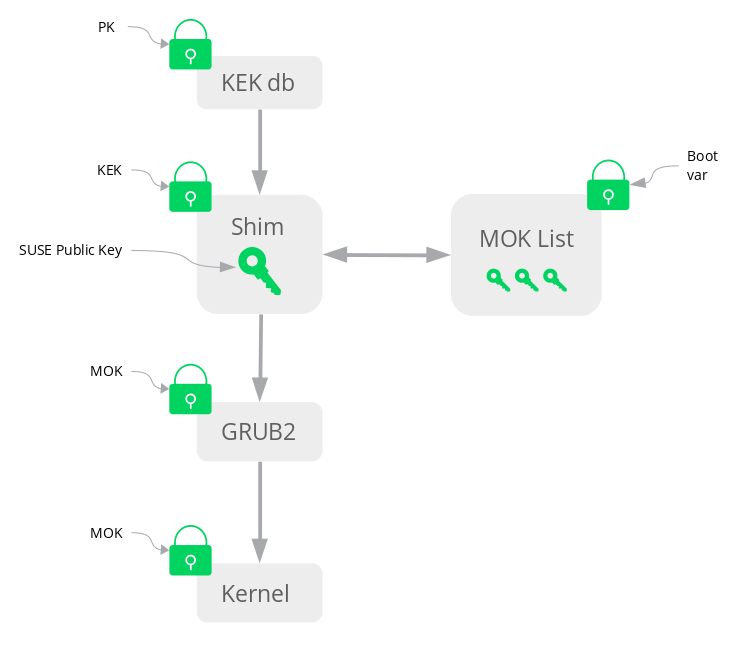 PK
KEK db
KEK
Shim
SUSE Public Key
Boot
var
MOK List
MOK
GRUB2
MOK
Kernel